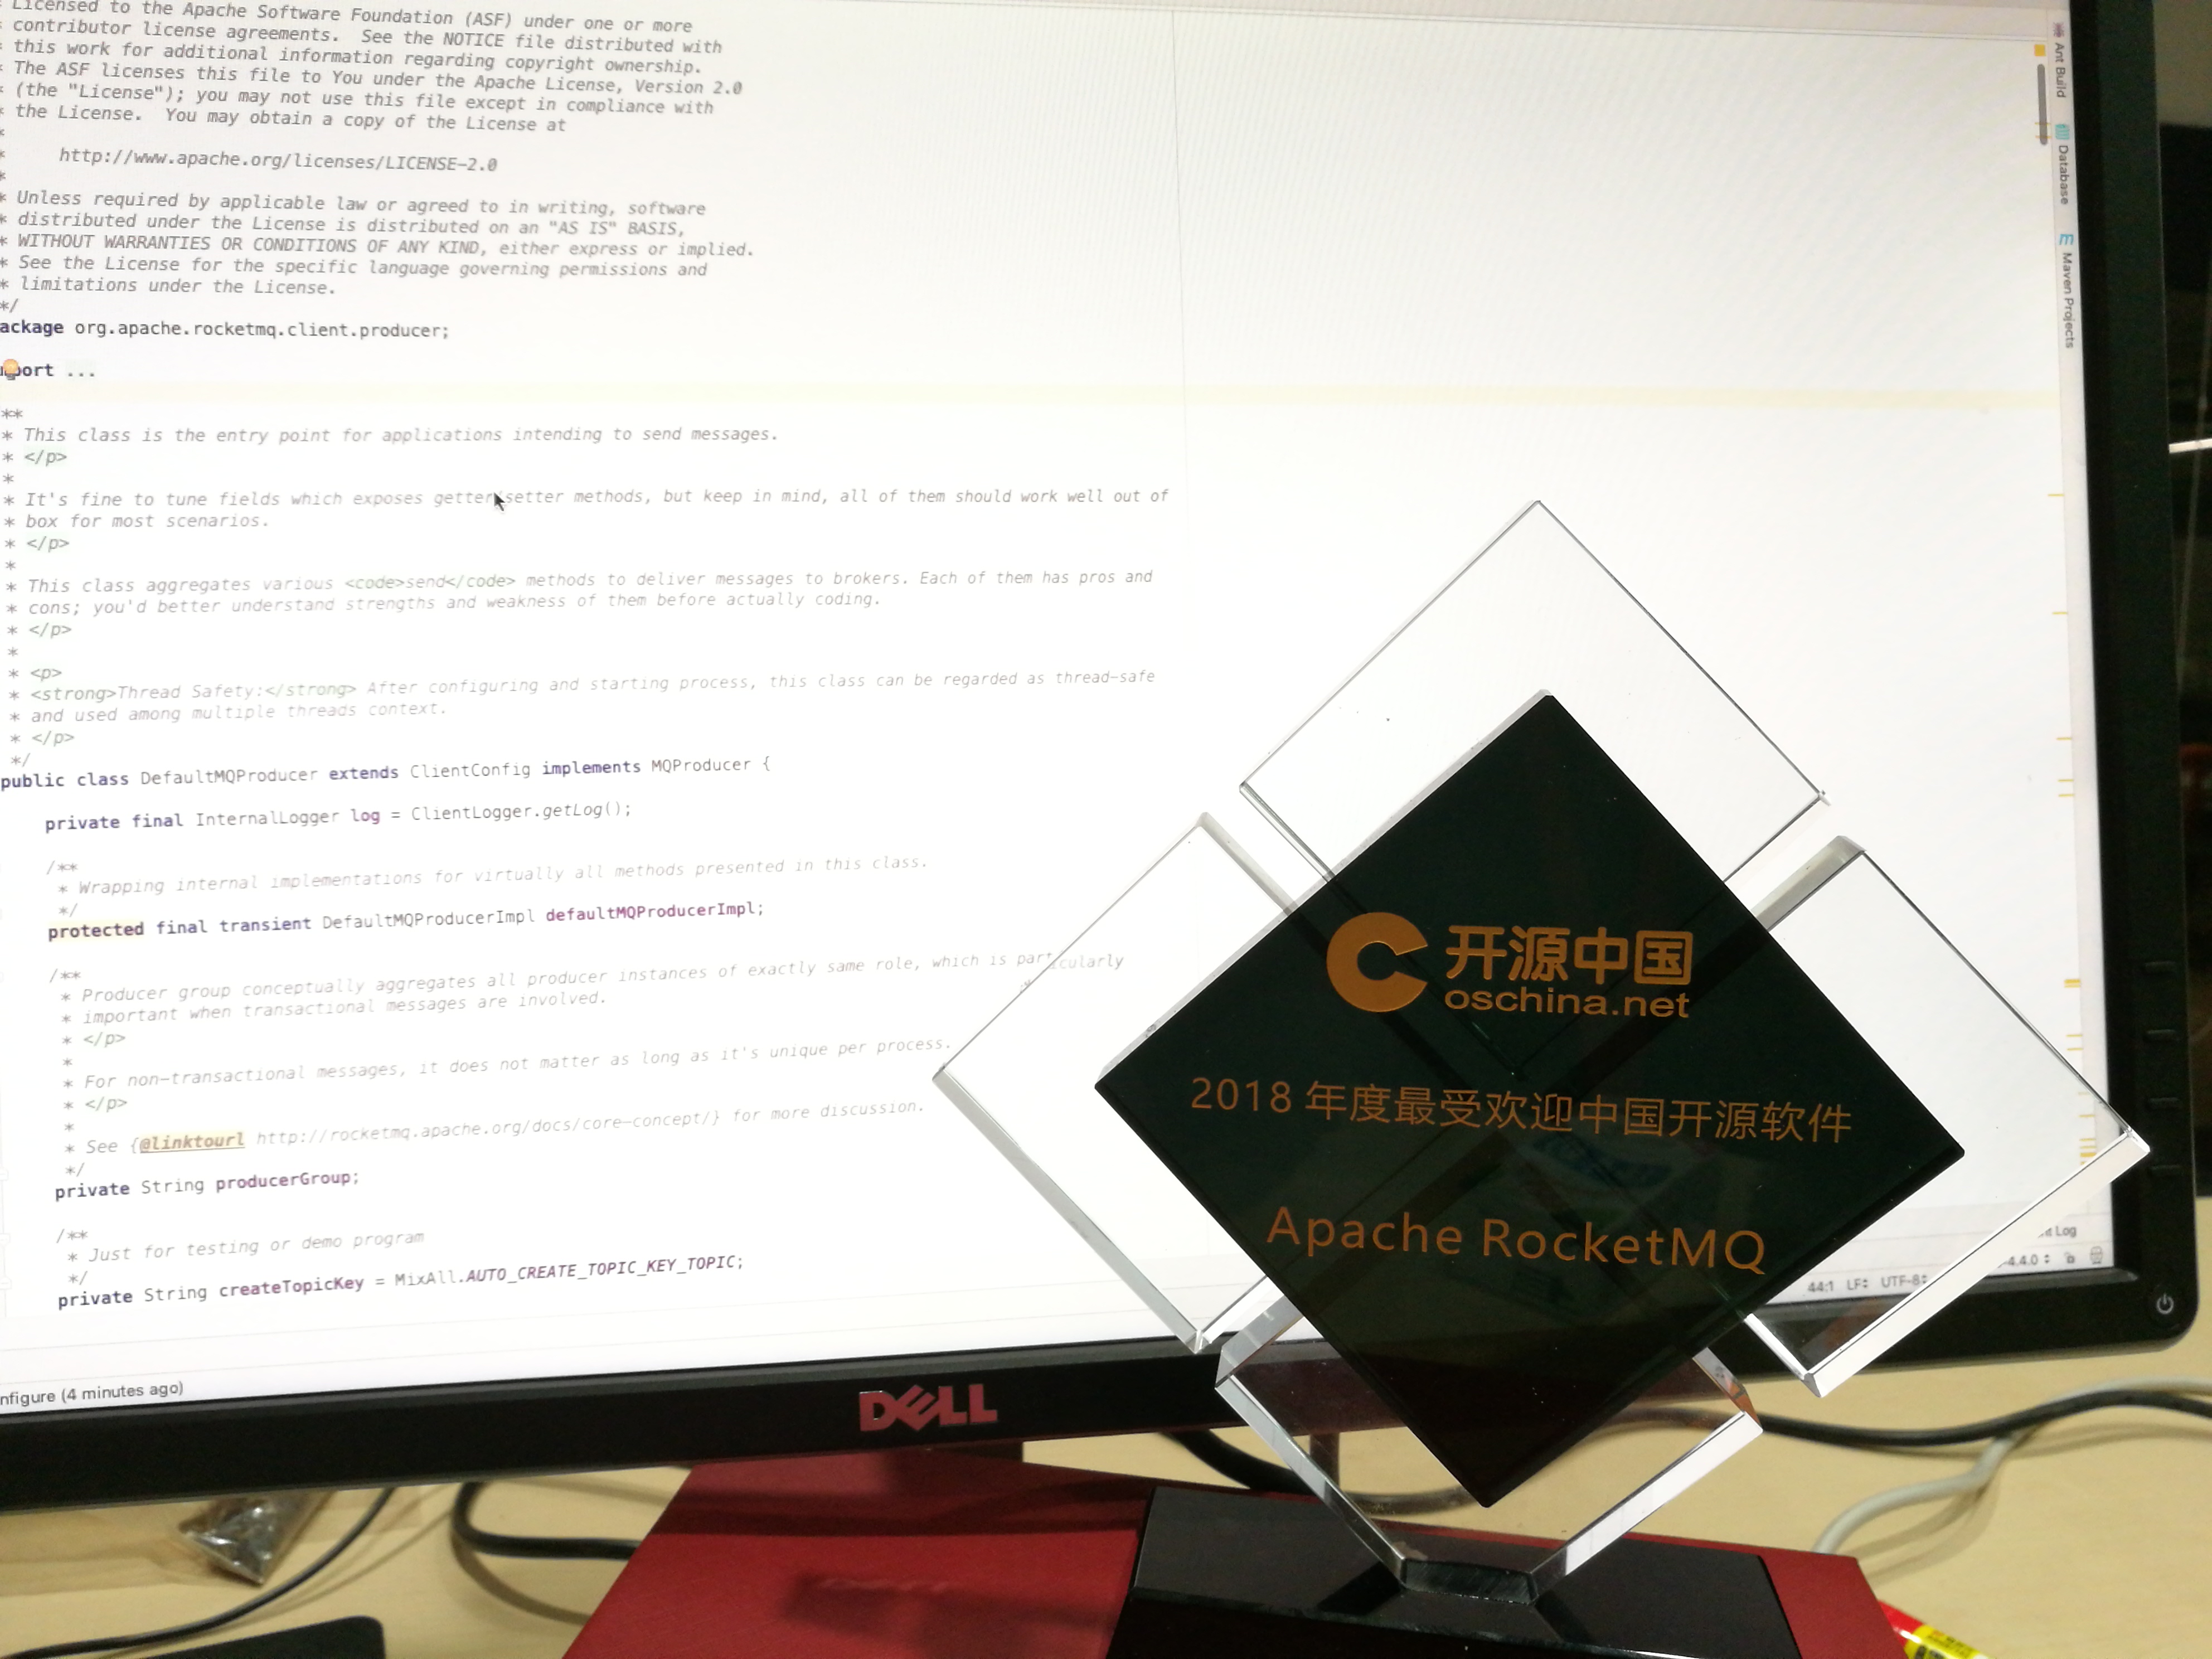 Licensed to the Apache Software Foundation (ASF) under one or more
* contributor license agreements.  See the NOTICE file distributed with
* this work for additional information regarding copyright ownership.
* The ASF licenses this file to You under the Apache License, Version 2.0
* (the "License"); you may not use this file except in compliance with
* the License.  You may obtain a copy of the License at
*
*     http://www.apache.org/licenses/LICENSE-2.0
*
* Unless required by applicable law or agreed to in writing, software
* distributed under the License is distributed on an "AS IS" BASIS,
* WITHOUT WARRANTIES OR CONDITIONS OF ANY KIND, either express or implied.
* See the License for the specific language governing permissions and
* limitations under the License.
*/
ackage org.apache.rocketmq.client.producer;
port ...
**
* This class is the entry point for applications intending to send messages.
* </p>
*
* It's fine to tune fields which exposes getter/setter methods, but keep in mind, all of them should work well out of
* box for most scenarios.
* </p>
*
* This class aggregates various <code>send</code> methods to deliver messages to brokers. Each of them has pros and
* cons; you'd better understand strengths and weakness of them before actually coding.
* </p>
*
* <p>
* <strong>Thread Safety:</strong> After configuring and starting process, this class can be regarded as thread-safe
* and used among multiple threads context.
* </p>
*/
public class DefaultMQProducer extends ClientConfig implements MQProducer {
private final InternalLogger log = ClientLogger.getLog();
/**
* Wrapping internal implementations for virtually all methods presented in this class.
*/
protected final transient DefaultMQProducerImpl defaultMQProducerImpl;
/**
* Producer group conceptually aggregates all producer instances of exactly same role, which is particularly
* important when transactional messages are involved.
* </p>
*
* For non-transactional messages, it does not matter as long as it's unique per process.
* </p>
*
* See {@linktourl http://rocketmq.apache.org/docs/core-concept/} for more discussion.
*/
private String producerGroup;
/**
* Just for testing or demo program
*/
private String createTopicKey = MixAll.AUTO_CREATE_TOPIC_KEY_TOPIC;
nfigure (4 minutes ago)
Ant Build
Database
m Maven Projects
Log
44:1 LF÷ UTF-8÷
4.4.0 ÷
DELL
开源中国
oschina.net
2018 年度最受欢迎中国开源软件
Apache RocketMQ